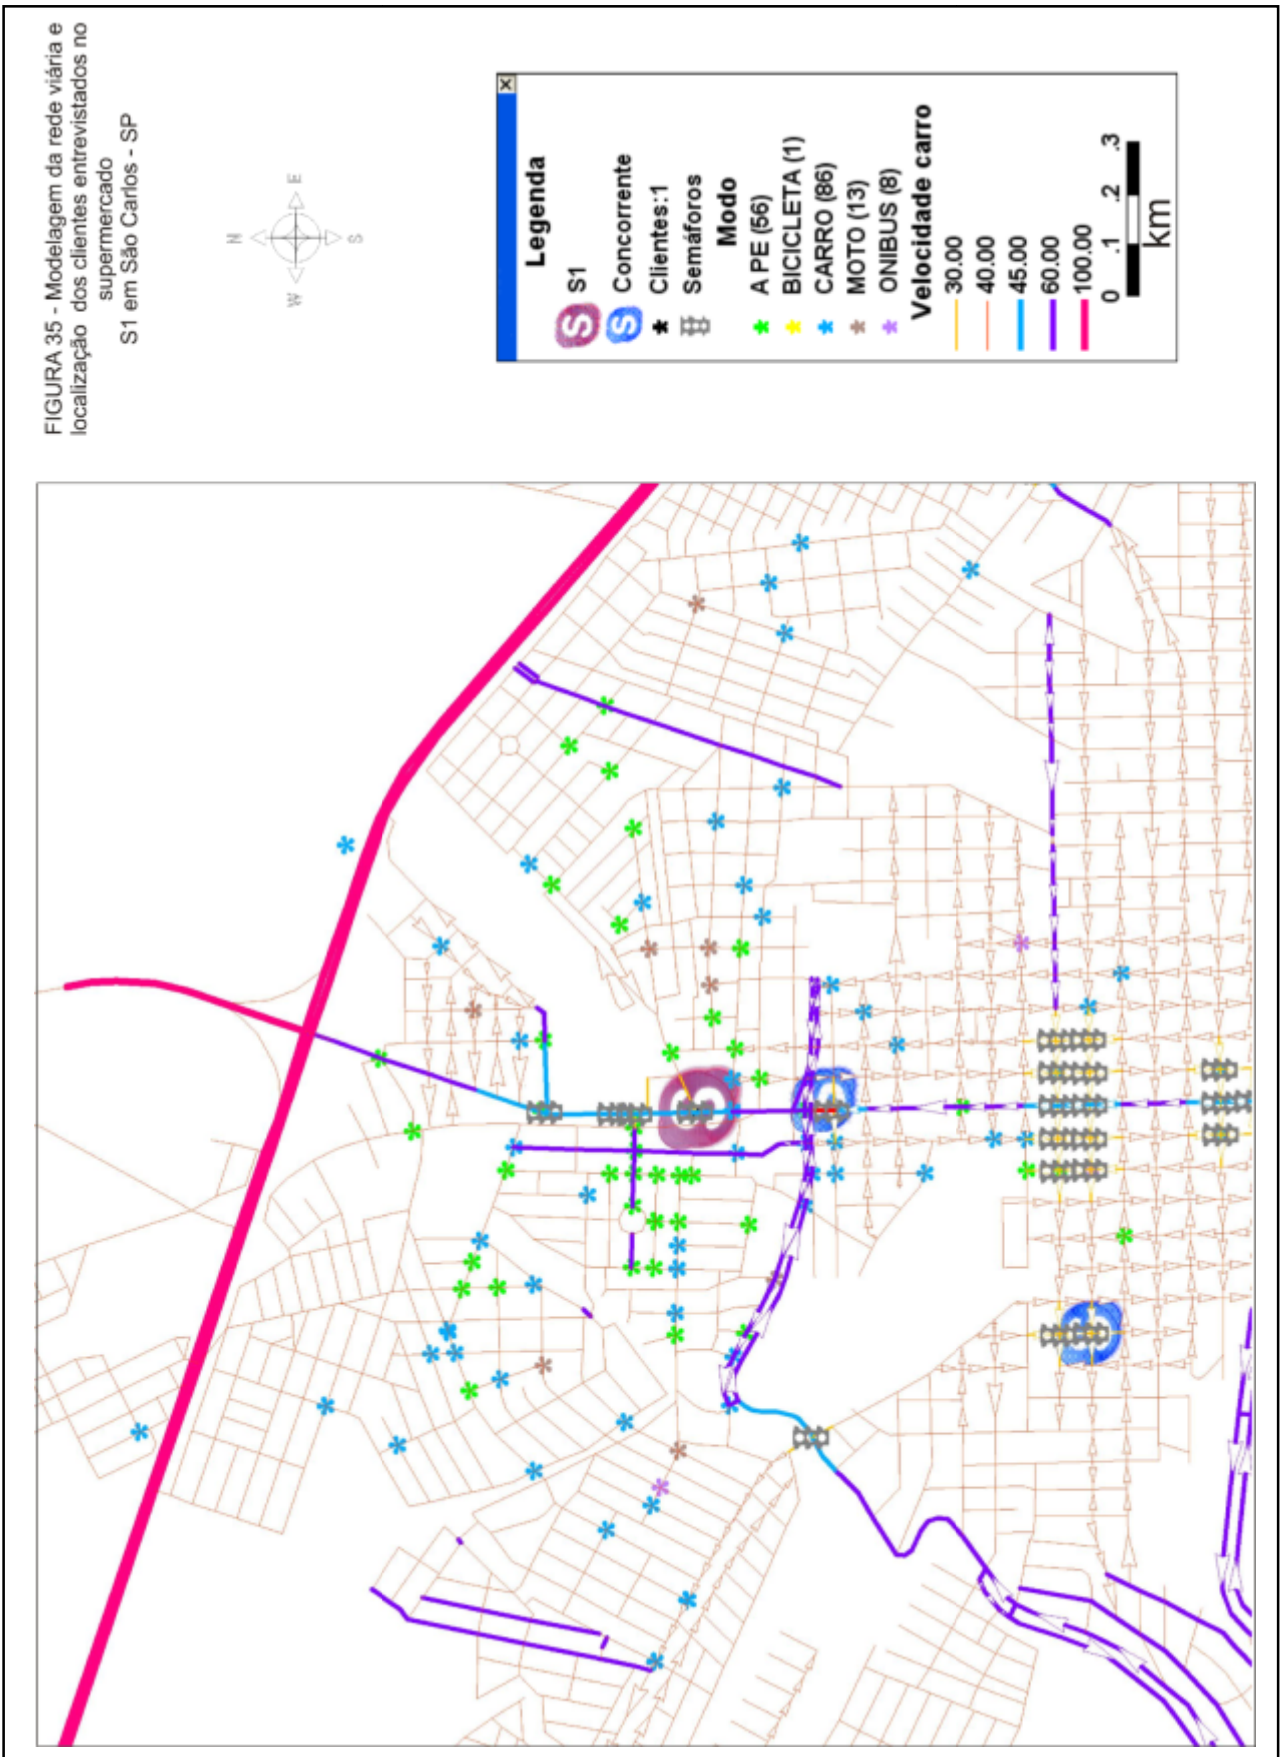 FIGURA 35 - Modelagem da rede viária e
localização dos clientes entrevistados no
supermercado
S1 em São Carlos - SP
N
W
E
S
Legenda
S1
Concorrente
Clientes:1
Semáforos
Modo
A PE (56)
BICICLETA (1)
CARRO (86)
MOTO (13)
ONIBUS (8)
Velocidade carro
30.00
40.00
45.00
60.00
100.00
0 .1 .2 .3
km